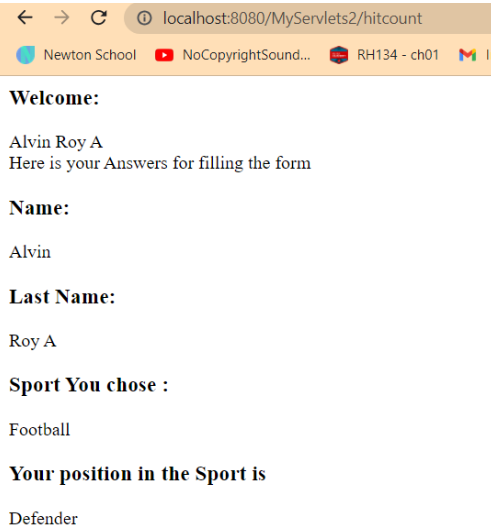 localhost:8080/MyServlets2/hitcount
Newton School NoCopyrightSound... RH134 - ch01
Welcome:
Alvin Roy A
Here is your Answers for filling the form
Name:
Alvin
Last Name:
Roy A
Sport You chose :
Football
Your position in the Sport is
Defender